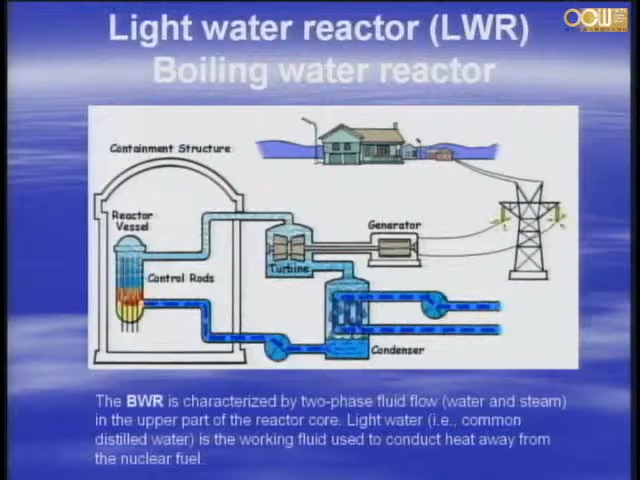 Light water reactor (LWR)
Boiling water reactor
Containment Structure
Reactor
Vessel
Generator
Turbine
Control Rods
Condenser
The BWR is characterized by two-phase fluid flow (water and steam)
in the upper part of the reactor core. Light water (i.e., common
distilled water) is the working fluid used to conduct heat away from
the nuclear fuel.